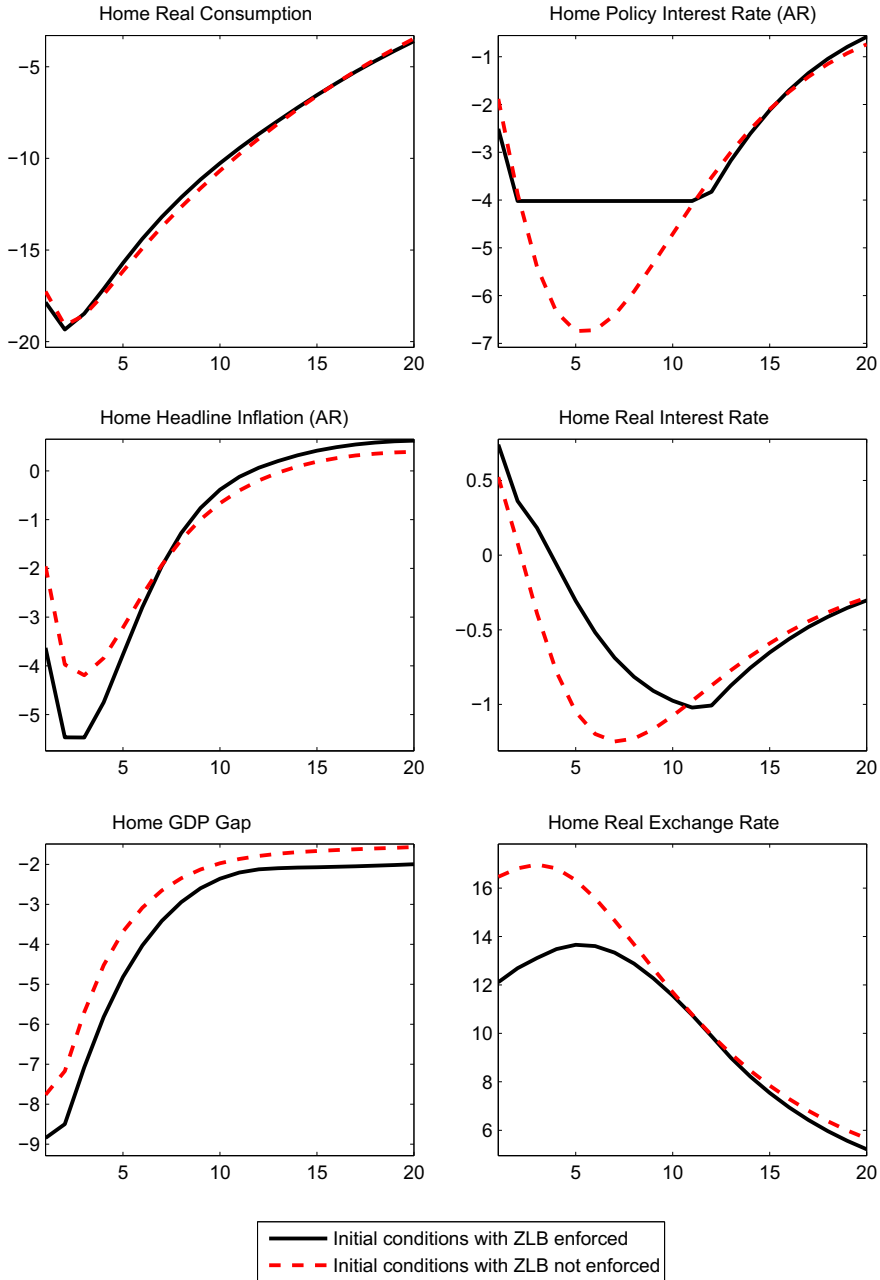 Home Real Consumption
−5
−10
−15
−20
5 10 15 20
Home Policy Interest Rate (AR)
−1
−2
−3
−4
−5
−6
−7
5 10 15 20
Home Headline Inflation (AR)
0
−1
−2
−3
−4
−5
5 10 15 20
Home Real Interest Rate
0.5
0
−0.5
−1
5 10 15 20
Home GDP Gap
−2
−3
−4
−5
−6
−7
−8
−9
5 10 15 20
Home Real Exchange Rate
16
14
12
10
8
6
5 10 15 20
Initial conditions with ZLB enforced
Initial conditions with ZLB not enforced